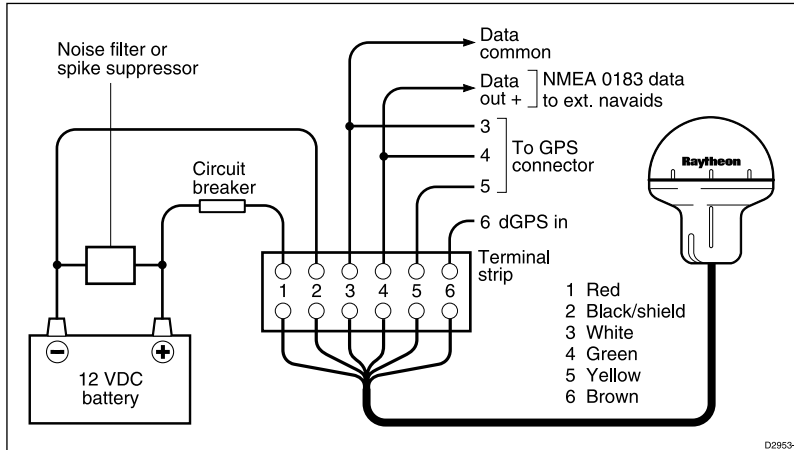 Noise filter or
spike suppressor
Data
common
Data
out +
NMEA 0183 data
to ext. navaids
3
4
5
To GPS
connector
6 dGPS in
Circuit
breaker
Terminal
strip
1 2 3 4 5 6
Raytheon
1 Red
2 Black/shield
3 White
4 Green
5 Yellow
6 Brown
− +
12 VDC
battery
D2953-